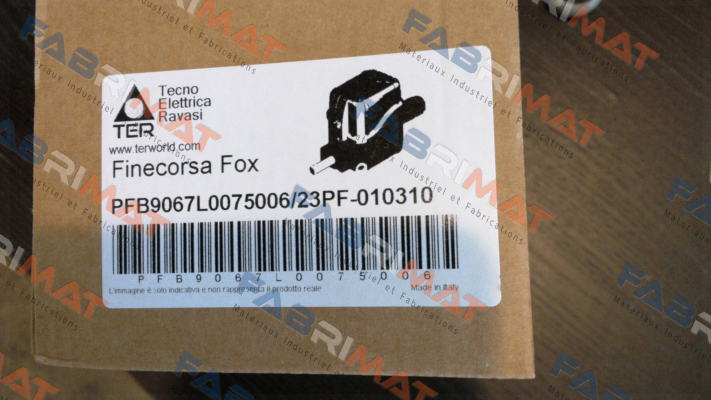 TER
Tecno
Elettrica
Ravasi
www.terworld.com
Finecorsa Fox
PFB9067L0075006/23PF-010310
PFB9067L0075006
L'immagine è solo indicativa e non rappresenta il prodotto reale
Made in Italy
FABRIMAT
Materiaux Industriel et Fabrications